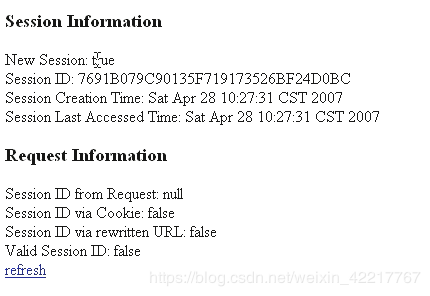 Session Information
New Session: true
Session ID: 7691B079C90135F719173526BF24D0BC
Session Creation Time: Sat Apr 28 10:27:31 CST 2007
Session Last Accessed Time: Sat Apr 28 10:27:31 CST 2007
Request Information
Session ID from Request: null
Session ID via Cookie: false
Session ID via rewritten URL: false
Valid Session ID: false
refresh
https://blog.csdn.net/weixin_42217767